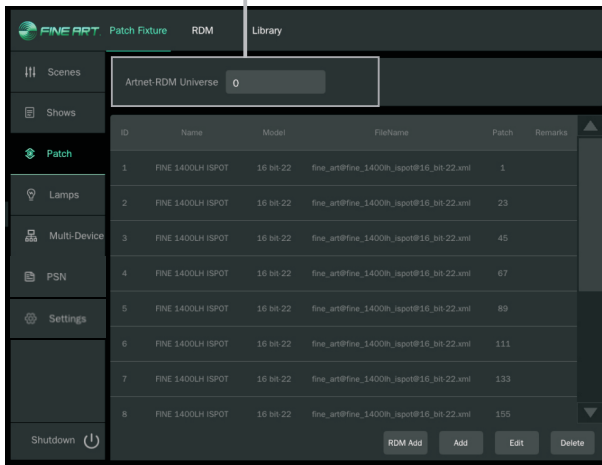 FINE ART. Patch Fixture RDM Library
Scenes
Artnet-RDM Universe 0
Shows
ID Name Model FileName Patch Remarks
Patch
1 FINE 1400LH ISPOT 16 bit-22 fine_art@fine_1400lh_ispot@16_bit-22.xml 1
Lamps
2 FINE 1400LH ISPOT 16 bit-22 fine_art@fine_1400lh_ispot@16_bit-22.xml 23
Multi-Device
3 FINE 1400LH ISPOT 16 bit-22 fine_art@fine_1400lh_ispot@16_bit-22.xml 45
PSN
4 FINE 1400LH ISPOT 16 bit-22 fine_art@fine_1400lh_ispot@16_bit-22.xml 67
Settings
5 FINE 1400LH ISPOT 16 bit-22 fine_art@fine_1400lh_ispot@16_bit-22.xml 89
6 FINE 1400LH ISPOT 16 bit-22 fine_art@fine_1400lh_ispot@16_bit-22.xml 111
7 FINE 1400LH ISPOT 16 bit-22 fine_art@fine_1400lh_ispot@16_bit-22.xml 133
8 FINE 1400LH ISPOT 16 bit-22 fine_art@fine_1400lh_ispot@16_bit-22.xml 155
Shutdown RDM Add Add Edit Delete